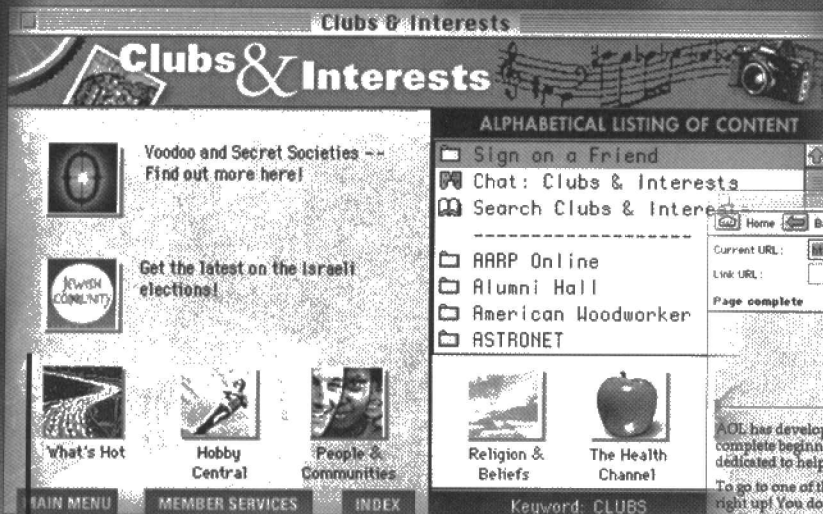 Clubs & Interests
Clubs & Interests
ALPHABETICAL LISTING OF CONTENT
Voodoo and Secret Societies --
Find out more here!
JEWISH
COMMUNITY
Get the latest on the Israeli
elections!
Sign on a Friend
Chat: Clubs & Interests
Search Clubs & Interests
--------------------
AARP Online
Alumni Hall
American Woodworker
ASTRONET
What's Hot
Hobby
Central
People &
Communities
Religion &
Beliefs
The Health
Channel
MAIN MENU
MEMBER SERVICES
INDEX
Keyword: CLUBS
Home
Current URL:
Link URL:
Page complete
AOL has develop
complete beginn
dedicated to help
To go to one of th
right up! You do